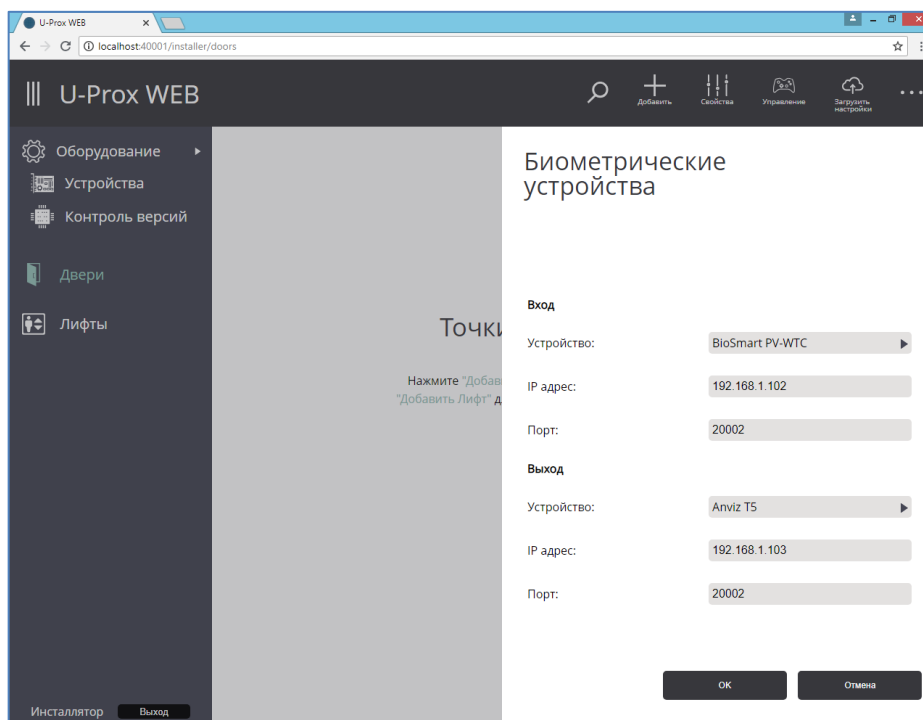 U-Prox WEB
localhost:40001/installer/doors
U-Prox WEB
Добавить
Свойства
Управление
Загрузить
настройки
Оборудование
Устройства
Контроль версий
Двери
Лифты
Точки
Нажмите "Добав
"Добавить Лифт" д
Биометрические
устройства
Вход
Устройство: BioSmart PV-WTC
IP адрес: 192.168.1.102
Порт: 20002
Выход
Устройство: Anviz T5
IP адрес: 192.168.1.103
Порт: 20002
ОК Отмена
Инсталлятор Выход